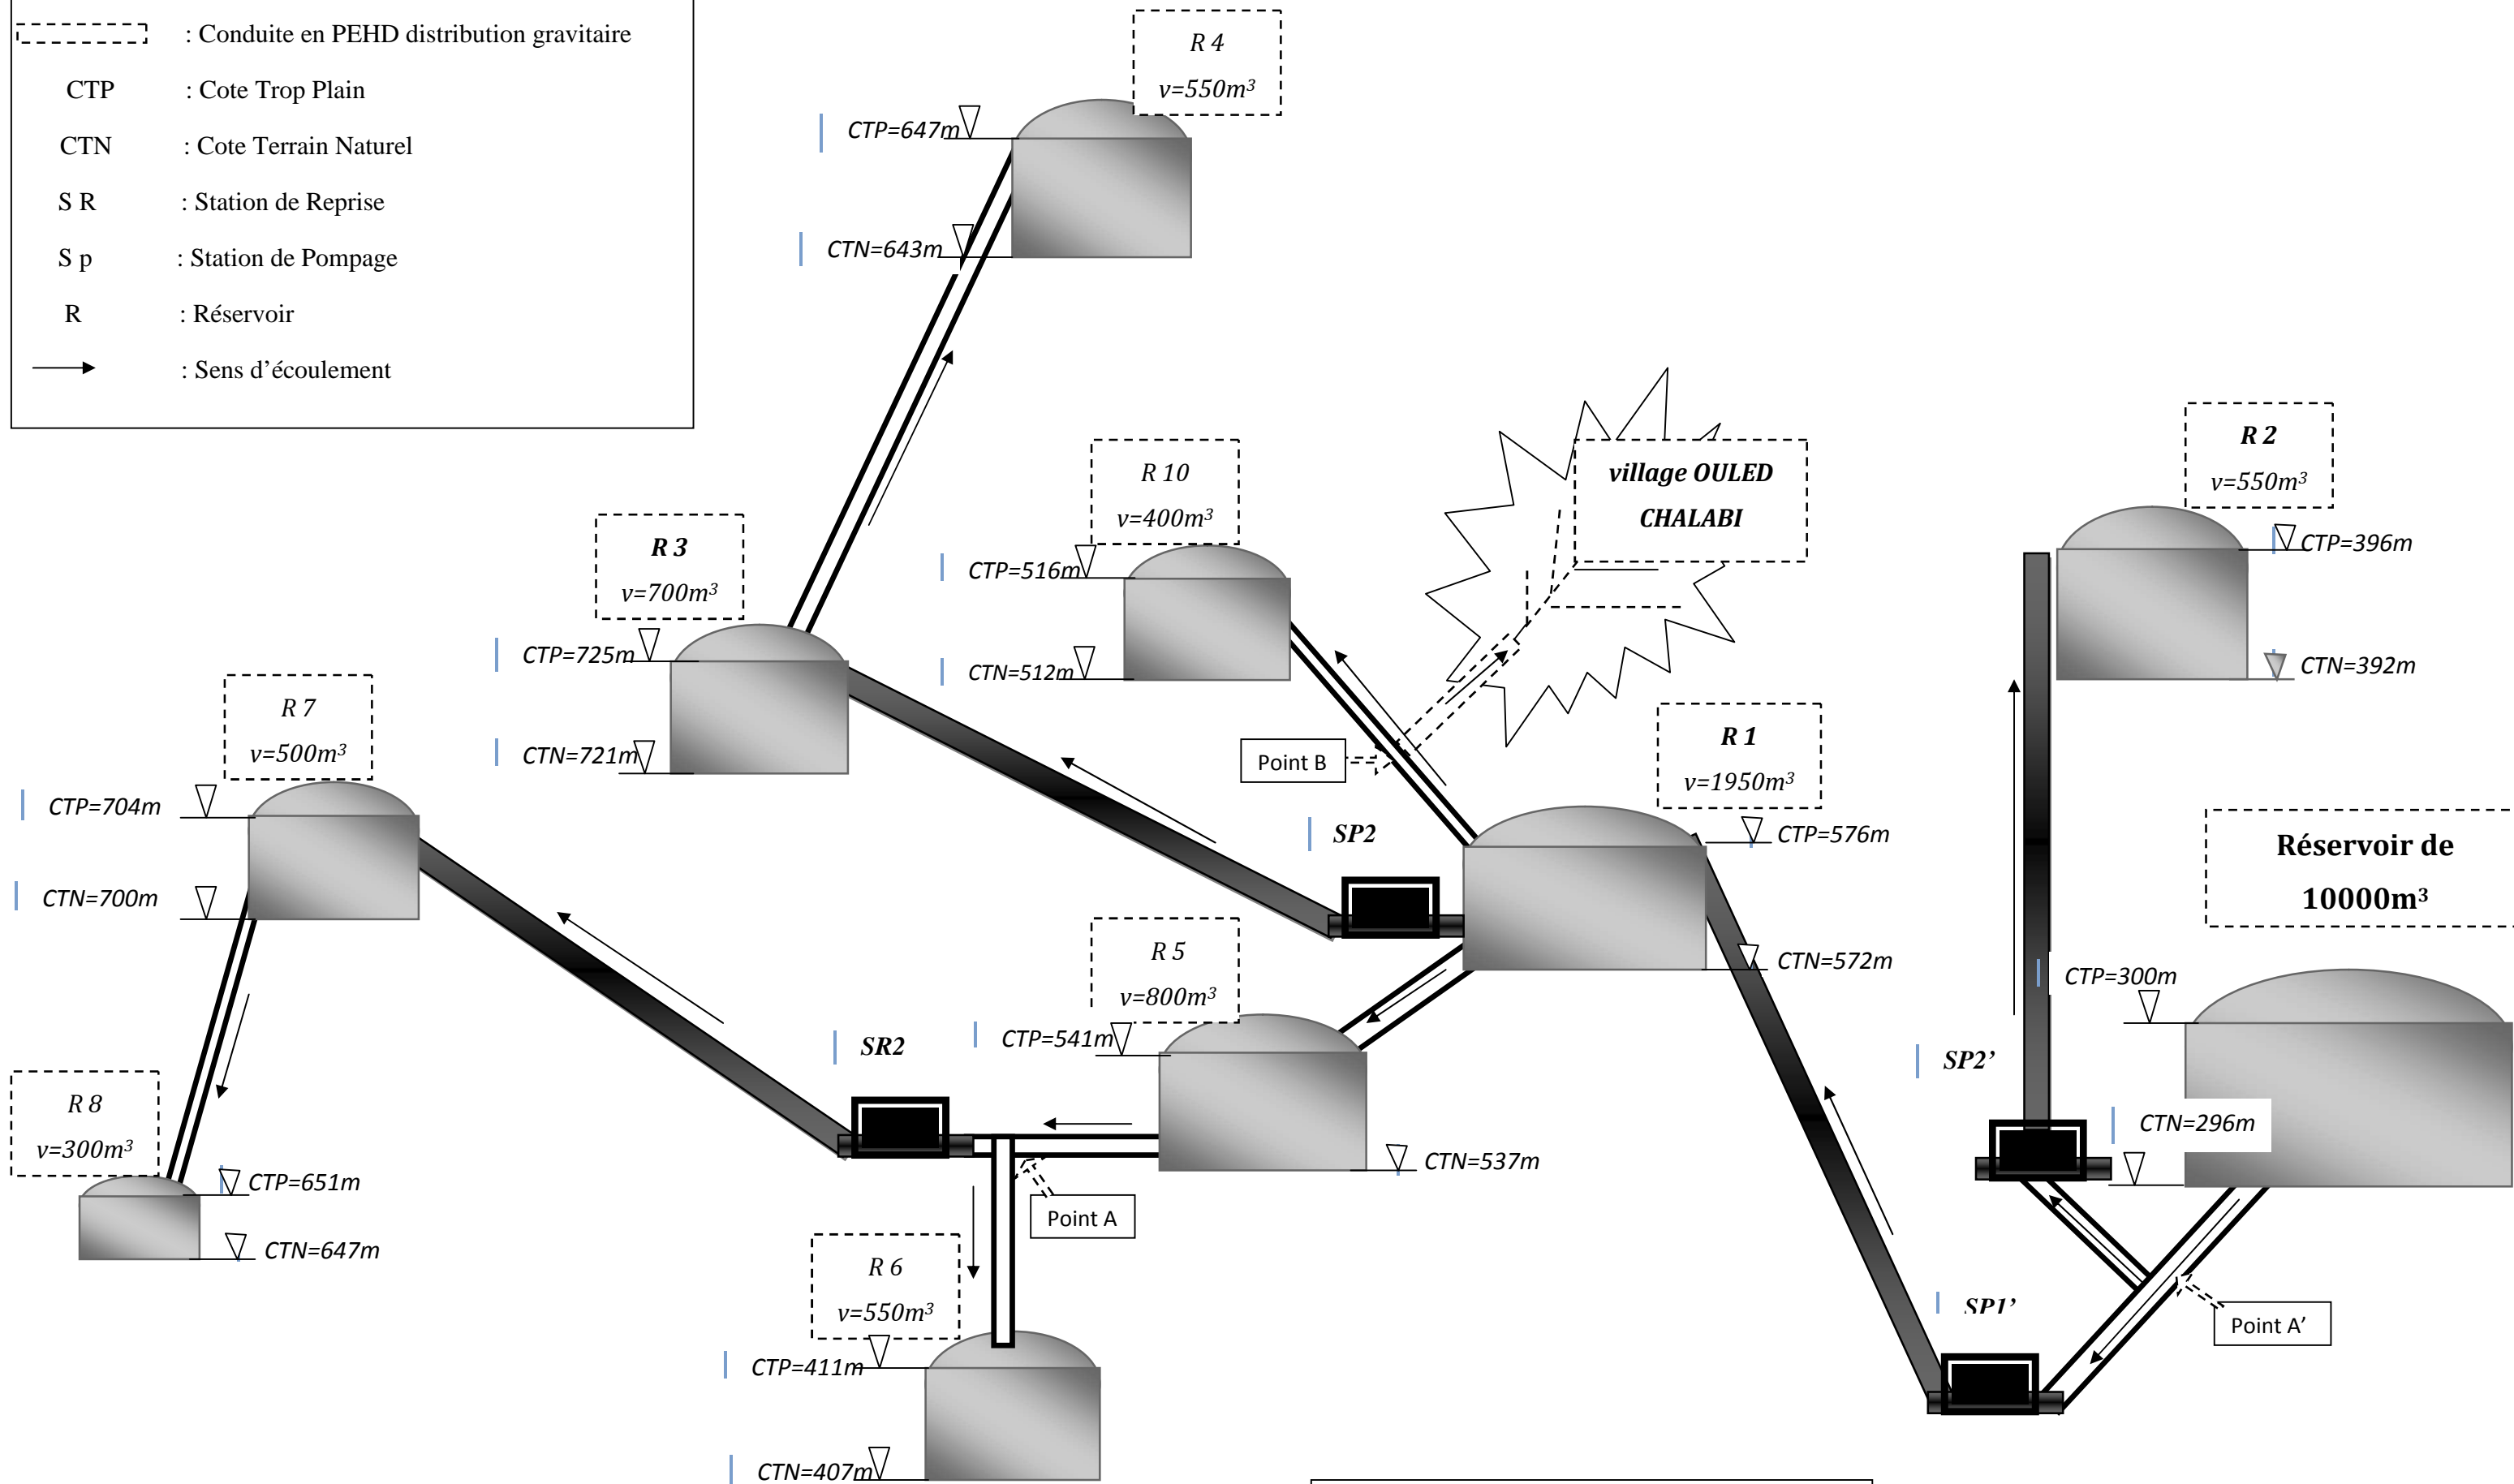 : Conduite en PEHD distribution gravitaire
CTP : Cote Trop Plain
CTN : Cote Terrain Naturel
S R : Station de Reprise
S p : Station de Pompage
R : Réservoir
: Sens d’écoulement
R 4
v=550m³
CTP=647m
CTN=643m
R 10
v=400m³
CTP=516m
CTN=512m
village OULED
CHALABI
R 2
v=550m³
CTP=396m
CTN=392m
R 3
v=700m³
CTP=725m
CTN=721m
R 7
v=500m³
CTP=704m
CTN=700m
Point B
R 1
v=1950m³
CTP=576m
CTN=572m
SP2
Réservoir de
10000m³
CTP=300m
CTN=296m
R 5
v=800m³
CTP=541m
CTN=537m
SR2
SP2’
R 8
v=300m³
CTP=651m
CTN=647m
Point A
R 6
v=550m³
CTP=411m
CTN=407m
SP1’
Point A’